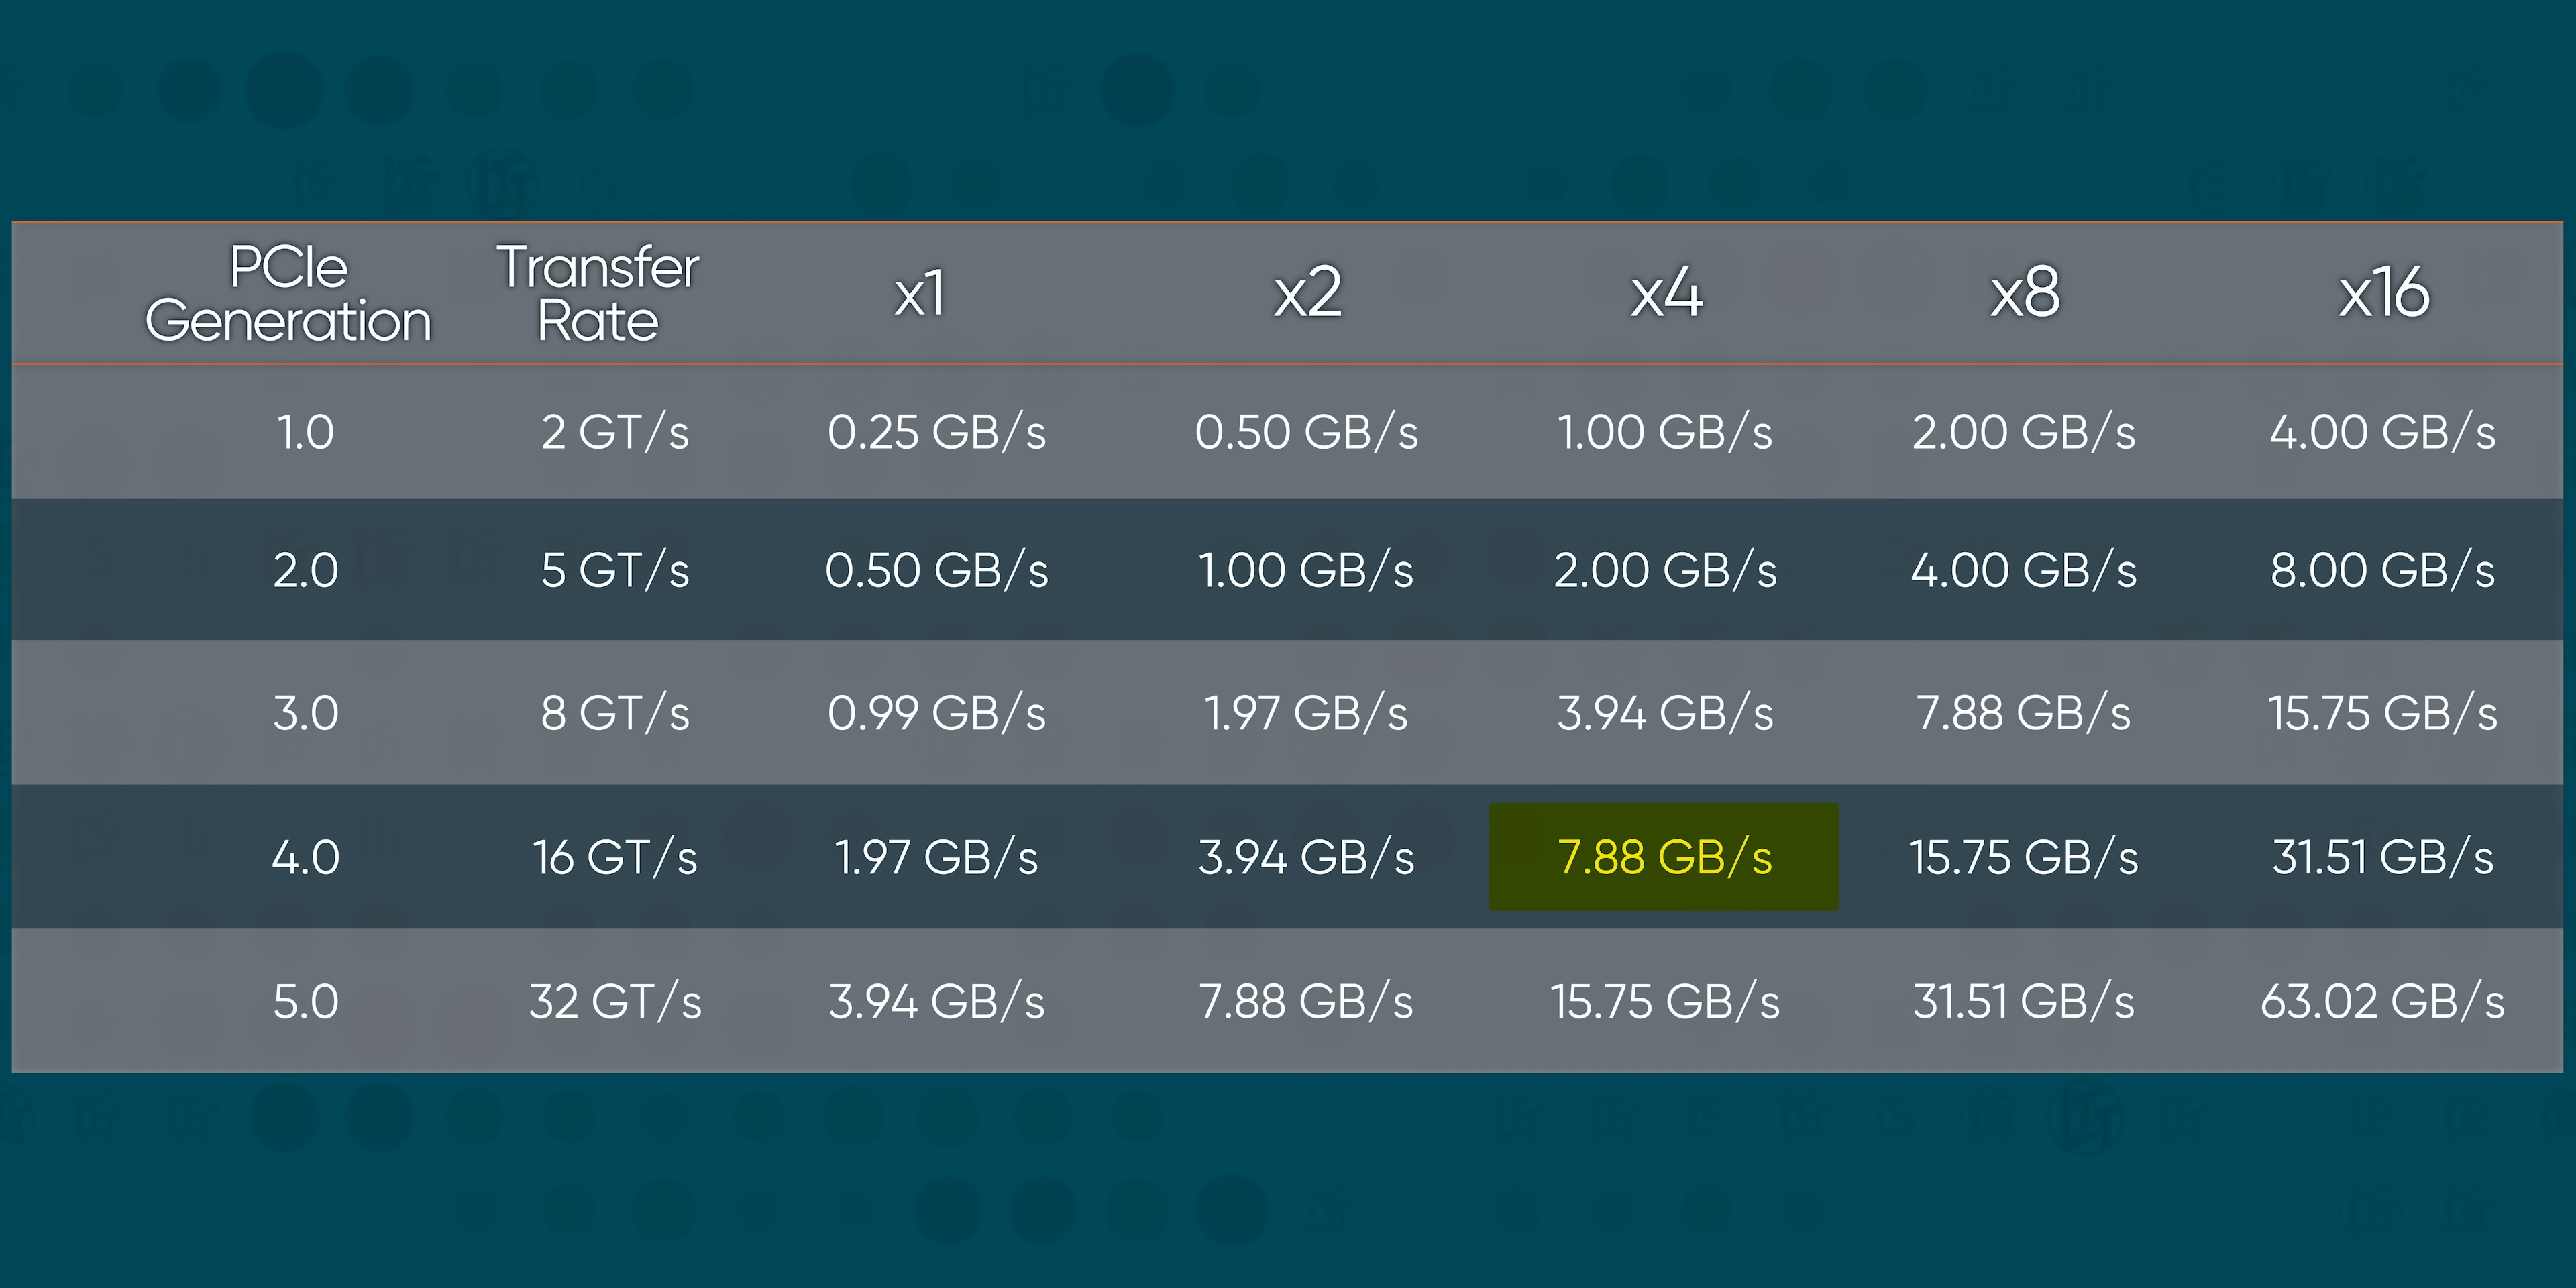 PCIe Generation Transfer Rate x1 x2 x4 x8 x16
1.0 2 GT/s 0.25 GB/s 0.50 GB/s 1.00 GB/s 2.00 GB/s 4.00 GB/s
2.0 5 GT/s 0.50 GB/s 1.00 GB/s 2.00 GB/s 4.00 GB/s 8.00 GB/s
3.0 8 GT/s 0.99 GB/s 1.97 GB/s 3.94 GB/s 7.88 GB/s 15.75 GB/s
4.0 16 GT/s 1.97 GB/s 3.94 GB/s 7.88 GB/s 15.75 GB/s 31.51 GB/s
5.0 32 GT/s 3.94 GB/s 7.88 GB/s 15.75 GB/s 31.51 GB/s 63.02 GB/s